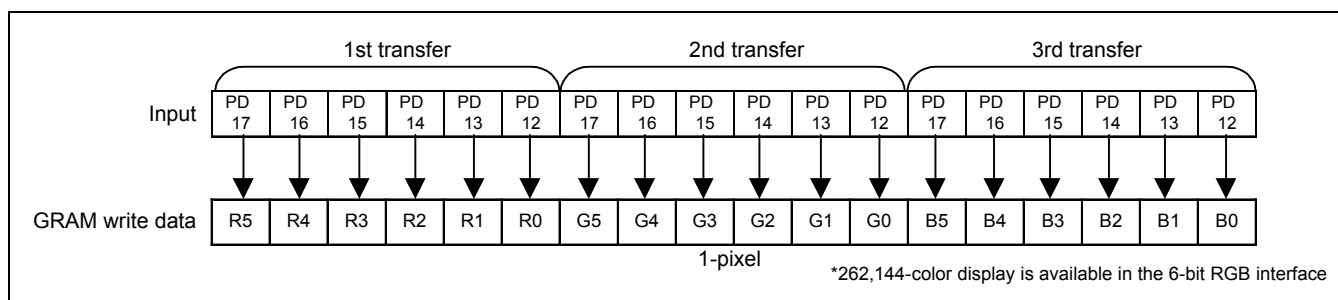 1st transfer 2nd transfer 3rd transfer
Input PD 17 PD 16 PD 15 PD 14 PD 13 PD 12 PD 17 PD 16 PD 15 PD 14 PD 13 PD 12 PD 17 PD 16 PD 15 PD 14 PD 13 PD 12
GRAM write data R5 R4 R3 R2 R1 R0 G5 G4 G3 G2 G1 G0 B5 B4 B3 B2 B1 B0
1-pixel
*262,144-color display is available in the 6-bit RGB interface